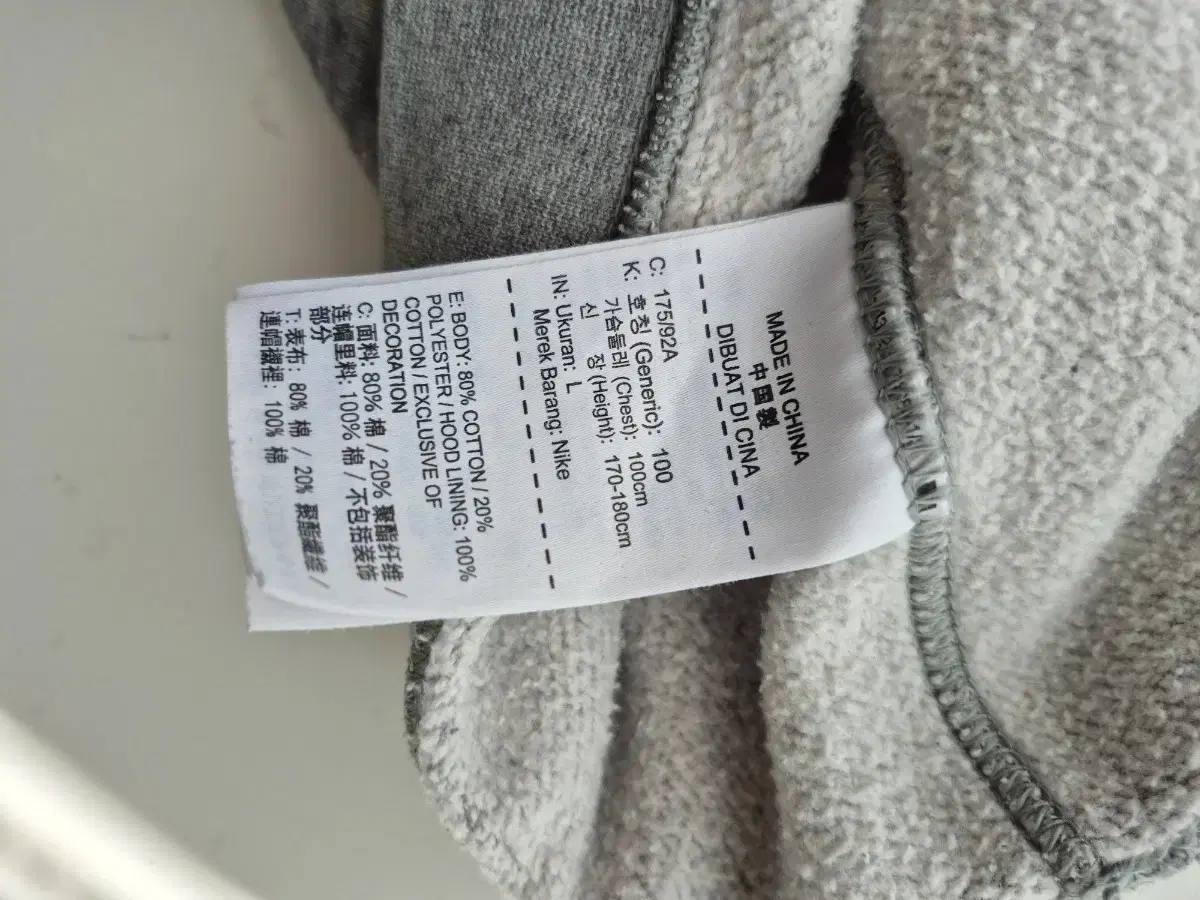 MADE IN CHINA
中国製
DIBUAT DI CINA
C: 175/92A
K: 호칭 (Generic): 100
가슴둘레 (Chest): 100cm
신 장 (Height): 170-180cm
IN: Ukuran: L
Merek Barang: Nike
E: BODY: 80% COTTON / 20%
POLYESTER / HOOD LINING: 100%
COTTON / EXCLUSIVE OF
DECORATION
C: 面料: 80% 棉 / 20% 聚酯纤维 /
连帽里料: 100% 棉 / 不包括装饰
部分
T: 表布: 80% 棉 / 20% 聚酯纖維 /
連帽襯裡: 100% 棉